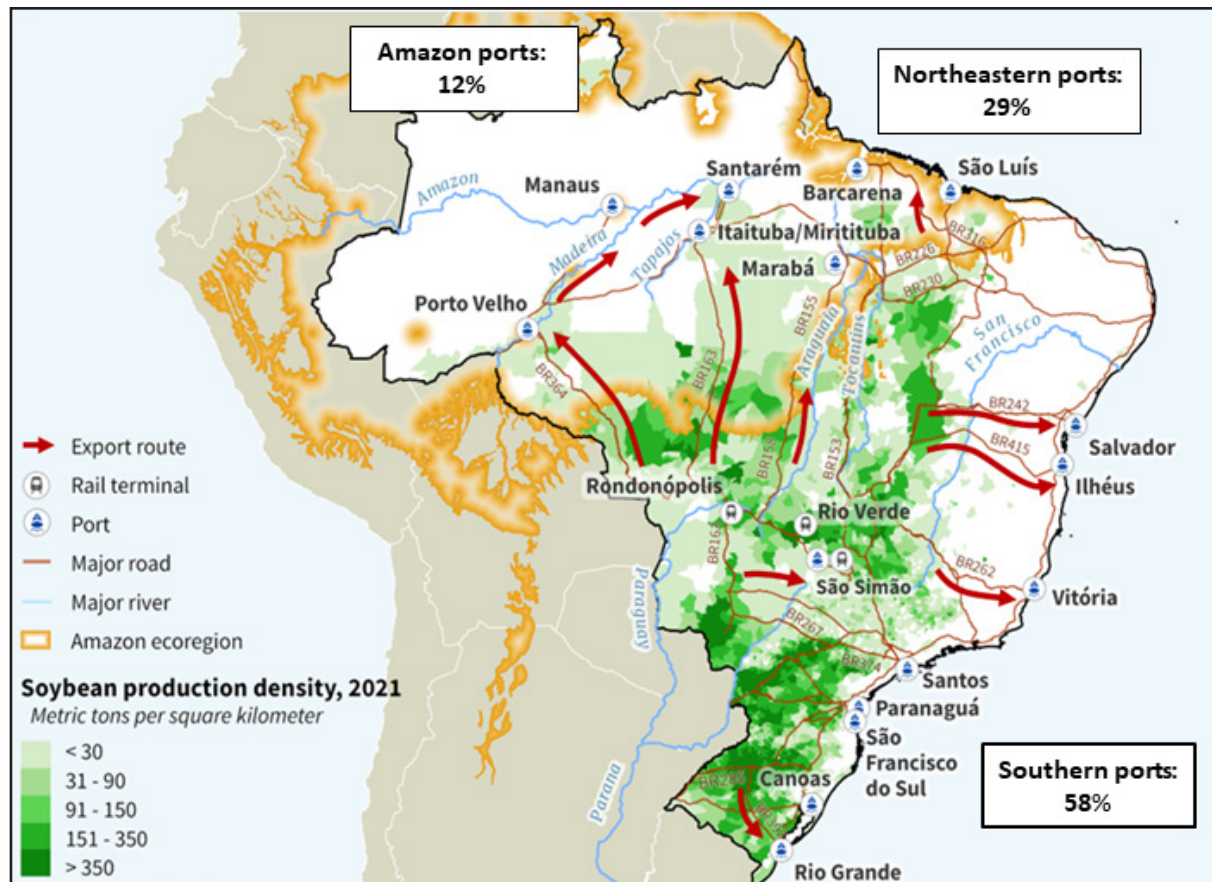 Amazon ports:
12%
Northeastern ports:
29%
Santarém
São Luís
Manaus
Barcarena
Amazon
Madeira
Itaituba/Miritituba
Tapajos
BR316
BR226
Marabá
BR230
Porto Velho
BR155
Araguaia
Tocantins
San
Francisco
BR364
BR163
BR242
Salvador
BR415
BR158
BR153
Ilhéus
Rondonópolis
Rio Verde
BR163
São Simão
BR262
Vitória
Paraguay
BR267
BR374
Santos
Paranaguá
São
Francisco
do Sul
Southern ports:
58%
Parana
Canoas
BR285
Rio Grande
Export route
Rail terminal
Port
Major road
Major river
Amazon ecoregion
Soybean production density, 2021
Metric tons per square kilometer
< 30
31 - 90
91 - 150
151 - 350
> 350